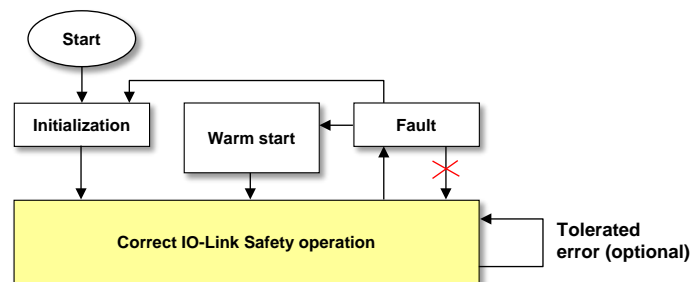 Start
Initialization
Warm start
Fault
Correct IO-Link Safety operation
Tolerated
error (optional)